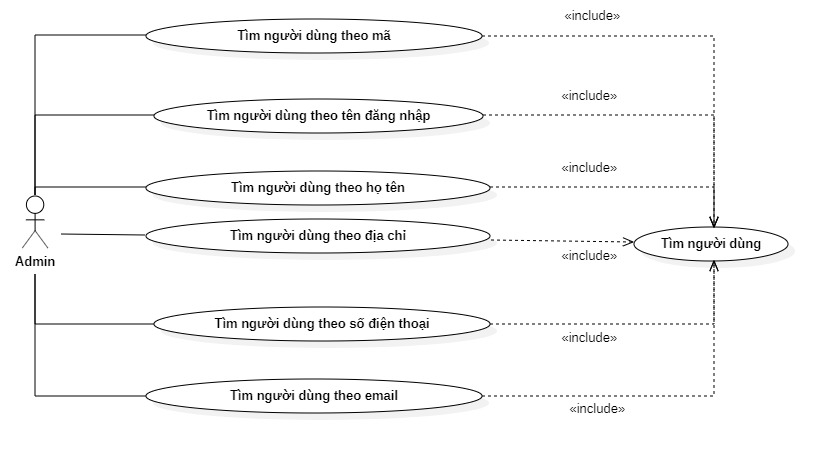 «include»
Tìm người dùng theo mã
«include»
Tìm người dùng theo tên đăng nhập
«include»
Tìm người dùng theo họ tên
Tìm người dùng theo địa chỉ
Tìm người dùng
«include»
Admin
Tìm người dùng theo số điện thoại
«include»
Tìm người dùng theo email
«include»